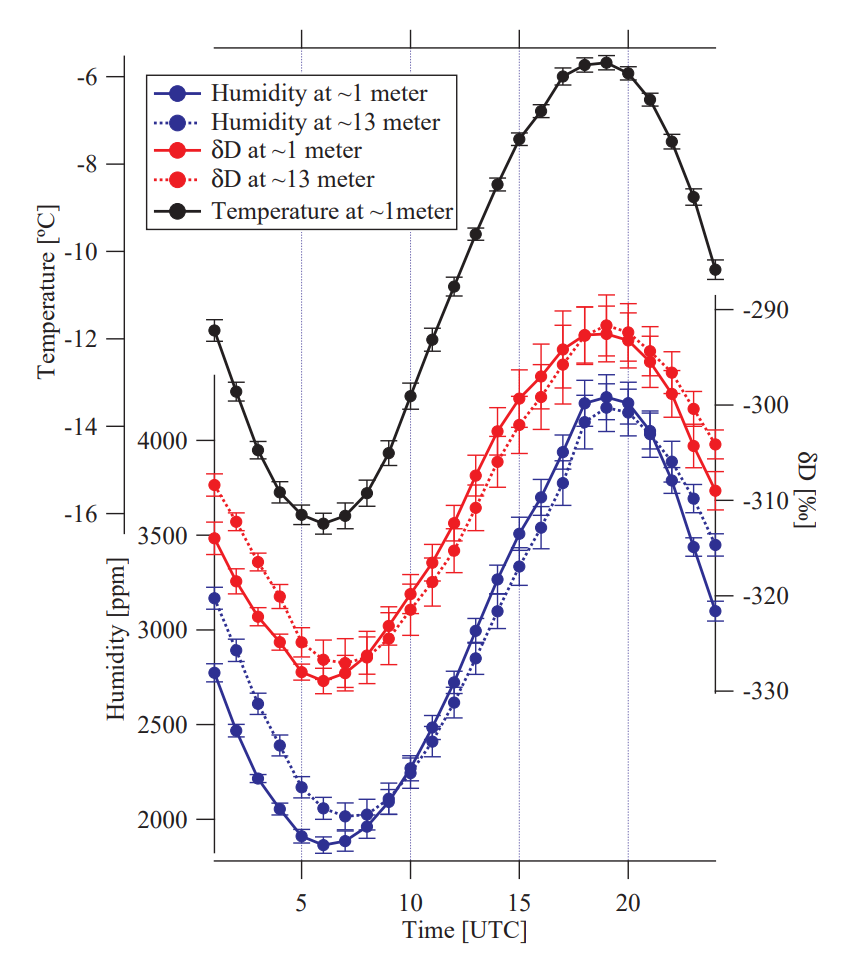 Humidity at ~1 meter
Humidity at ~13 meter
δD at ~1 meter
δD at ~13 meter
Temperature at ~1meter
Temperature [ºC]
-6
-8
-10
-12
-14
-16
Humidity [ppm]
4000
3500
3000
2500
2000
δD [‰]
-290
-300
-310
-320
-330
5 10 15 20
Time [UTC]